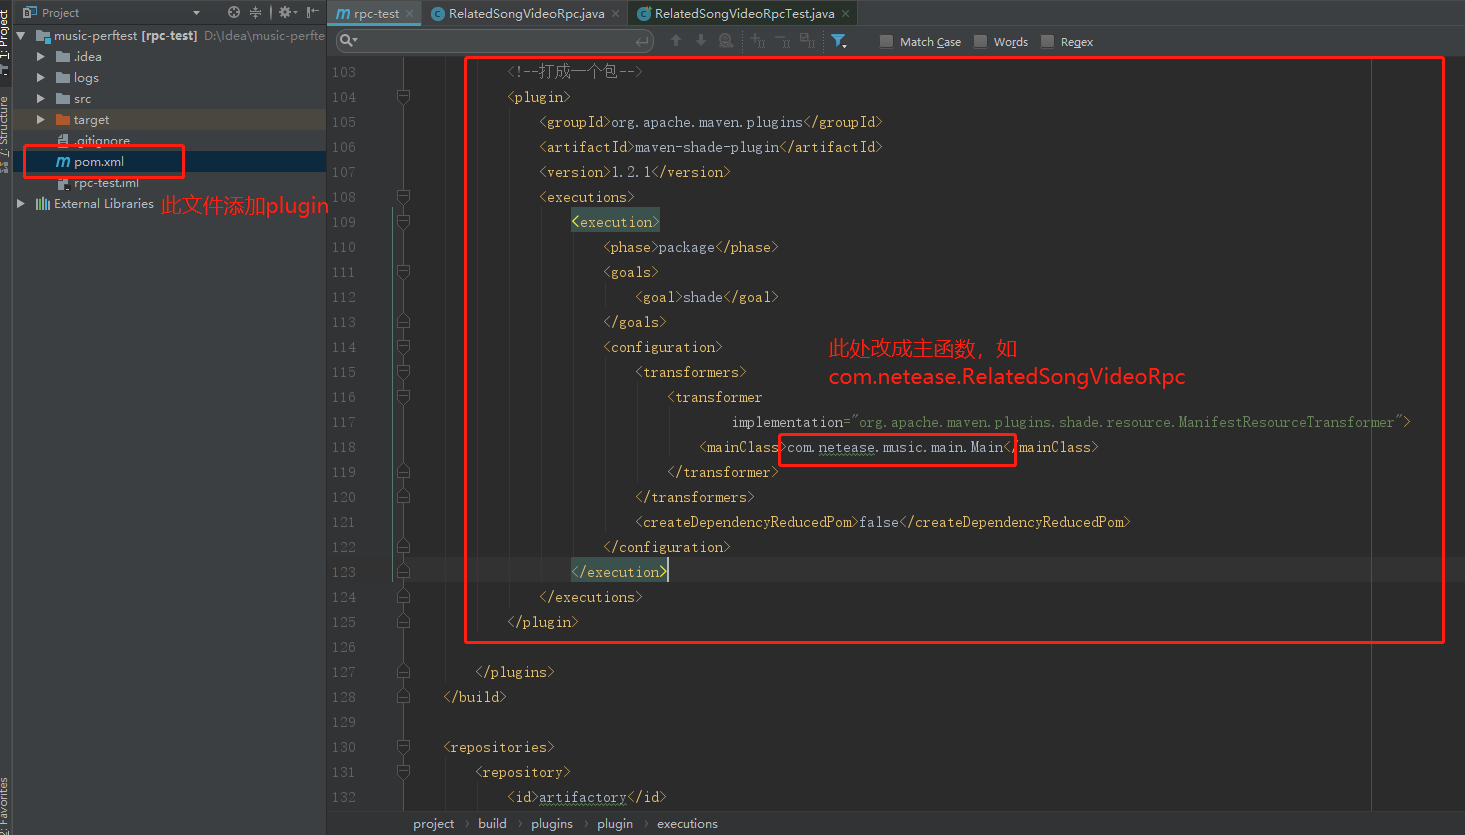 Project
rpc-test
RelatedSongVideoRpc.java
RelatedSongVideoRpcTest.java
1: Project
7: Structure
2: Favorites
music-perftest [rpc-test] D:\Idea\music-perfte
.idea
logs
src
target
.gitignore
pom.xml
rpc-test.iml
External Libraries
此文件添加plugin
Match Case
Words
Regex
103 <!--打成一个包-->
104 <plugin>
105 <groupId>org.apache.maven.plugins</groupId>
106 <artifactId>maven-shade-plugin</artifactId>
107 <version>1.2.1</version>
108 <executions>
109 <execution>
110 <phase>package</phase>
111 <goals>
112 <goal>shade</goal>
113 </goals>
114 <configuration>
此处改成主函数，如
com.netease.RelatedSongVideoRpc
115 <transformers>
116 <transformer
117 implementation="org.apache.maven.plugins.shade.resource.ManifestResourceTransformer">
118 <mainClass>com.netease.music.main.Main</mainClass>
119 </transformer>
120 </transformers>
121 <createDependencyReducedPom>false</createDependencyReducedPom>
122 </configuration>
123 </execution>
124 </executions>
125 </plugin>
126
127 </plugins>
128 </build>
129
130 <repositories>
131 <repository>
132 <id>artifactory</id>
project › build › plugins › plugin › executions